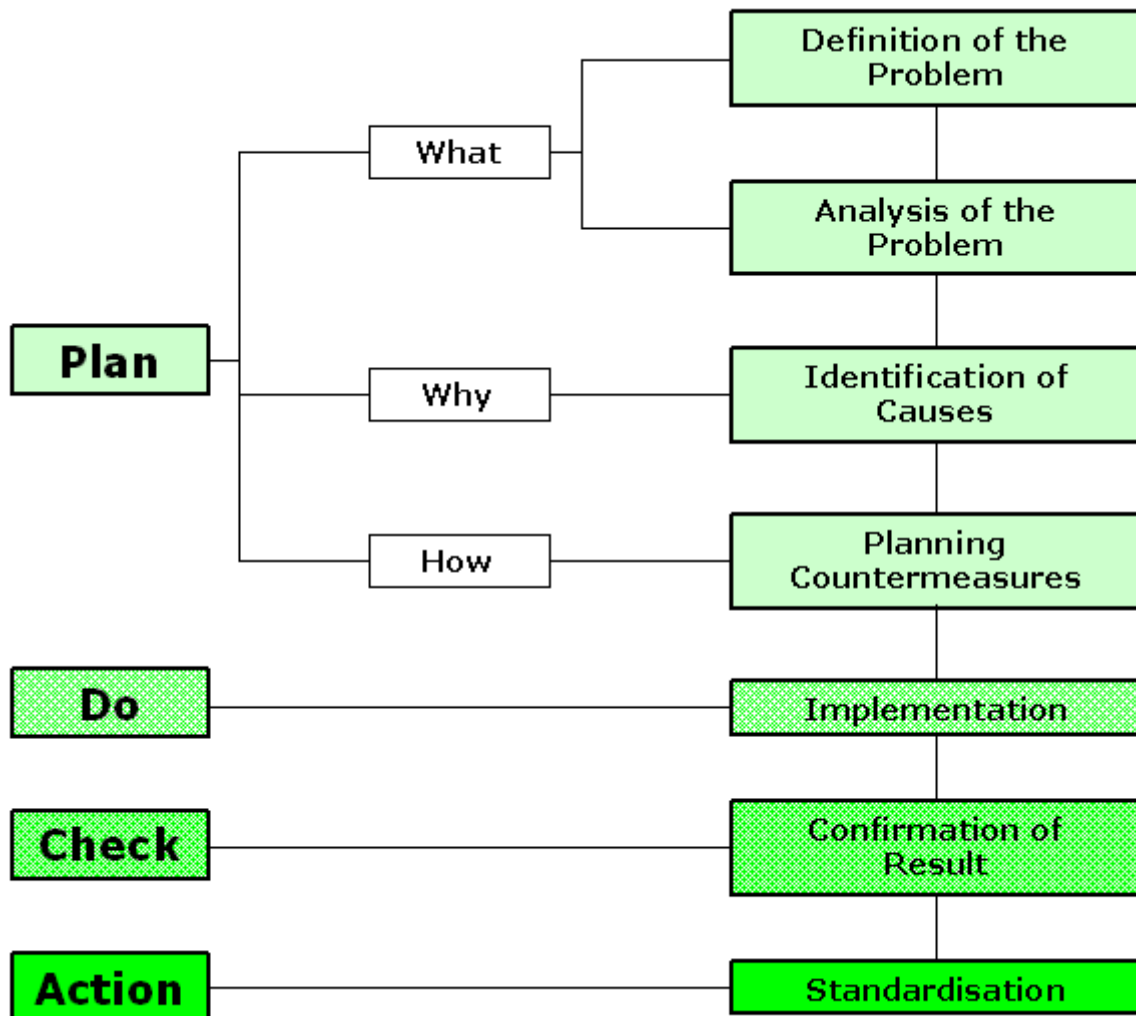 Definition of the
Problem
What
Analysis of the
Problem
Plan
Why
Identification of
Causes
How
Planning
Countermeasures
Do
Implementation
Check
Confirmation of
Result
Action
Standardisation